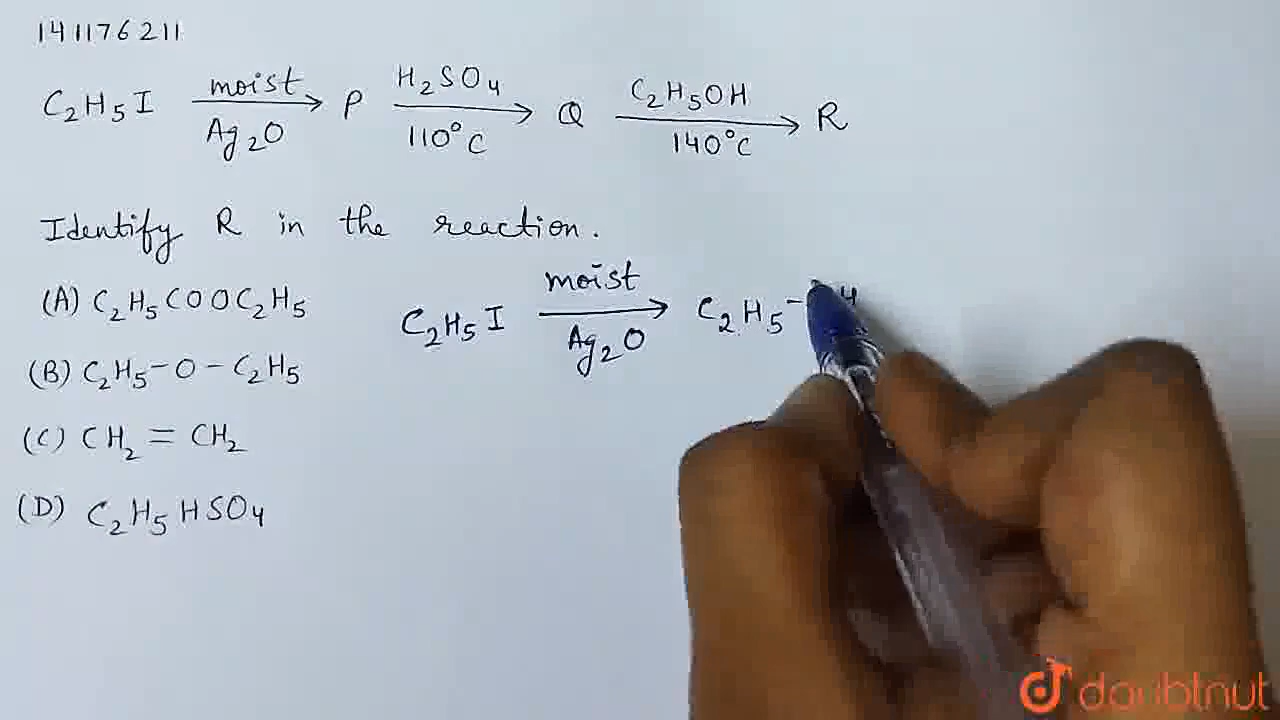 141176211
C₂H₅I moist Ag₂O → P H₂SO₄ 110°C → Q C₂H₅OH 140°C → R
Identify R in the reaction.
(A) C₂H₅COOC₂H₅
(B) C₂H₅-O-C₂H₅
(C) CH₂=CH₂
(D) C₂H₅HSO₄
C₂H₅I moist Ag₂O → C₂H₅-
doubtnut